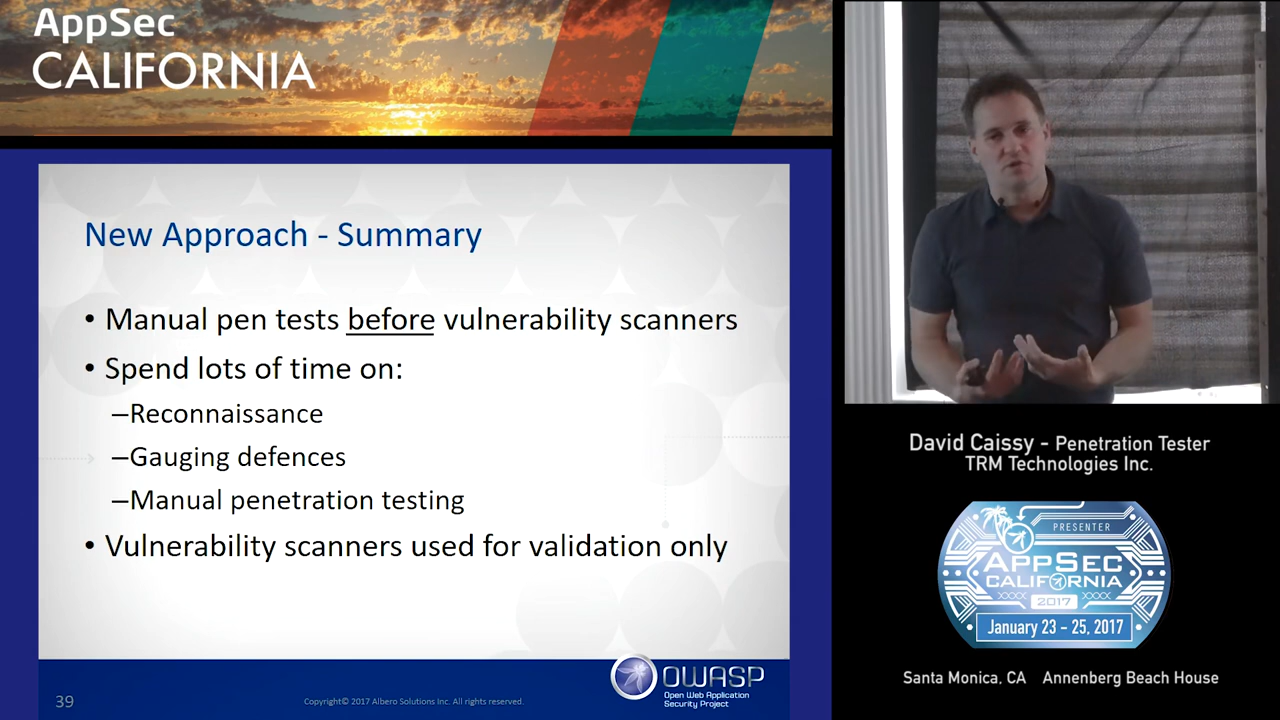 AppSec
CALIFORNIA
New Approach - Summary
• Manual pen tests before vulnerability scanners
• Spend lots of time on:
–Reconnaissance
–Gauging defences
–Manual penetration testing
• Vulnerability scanners used for validation only
39
Copyright© 2017 Albero Solutions Inc. All rights reserved.
OWASP
Open Web Application
Security Project
David Caissy - Penetration Tester
TRM Technologies Inc.
PRESENTER
APPSEC
CALIFORNIA
2017
January 23 - 25, 2017
Santa Monica, CA Annenberg Beach House